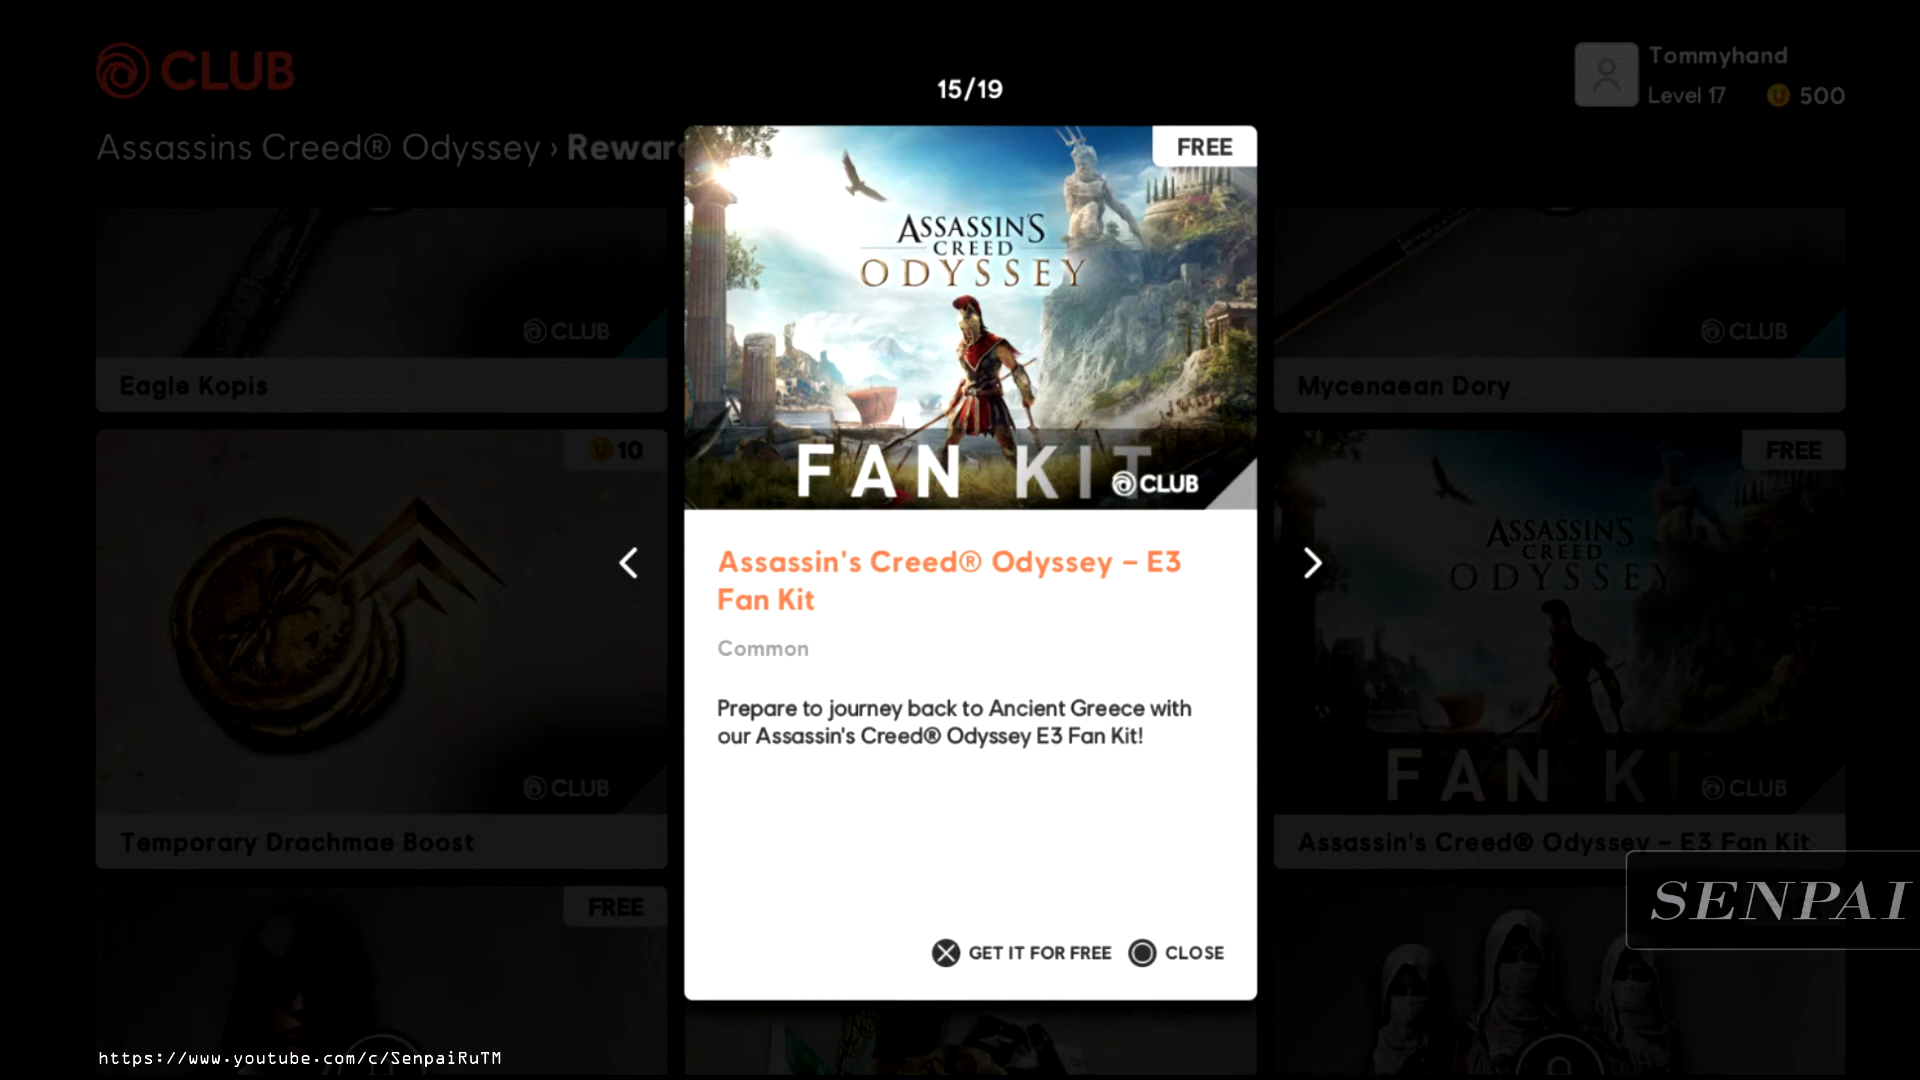 CLUB
Tommyhand
Level 17
500
15/19
Assassins Creed® Odyssey › Rewar
FREE
ASSASSIN'S
CREED
ODYSSEY
FAN KIT
CLUB
Assassin's Creed® Odyssey – E3
Fan Kit
Common
Prepare to journey back to Ancient Greece with
our Assassin's Creed® Odyssey E3 Fan Kit!
GET IT FOR FREE
CLOSE
CLUB
Eagle Kopis
CLUB
Mycenaean Dory
10
CLUB
Temporary Drachmae Boost
FREE
ASSASSIN'S
CREED
ODYSSEY
FAN KI
CLUB
Assassin's Creed® Odyssey – E3 Fan Kit
FREE
SENPAI
https://www.youtube.com/c/SenpaiRuTM